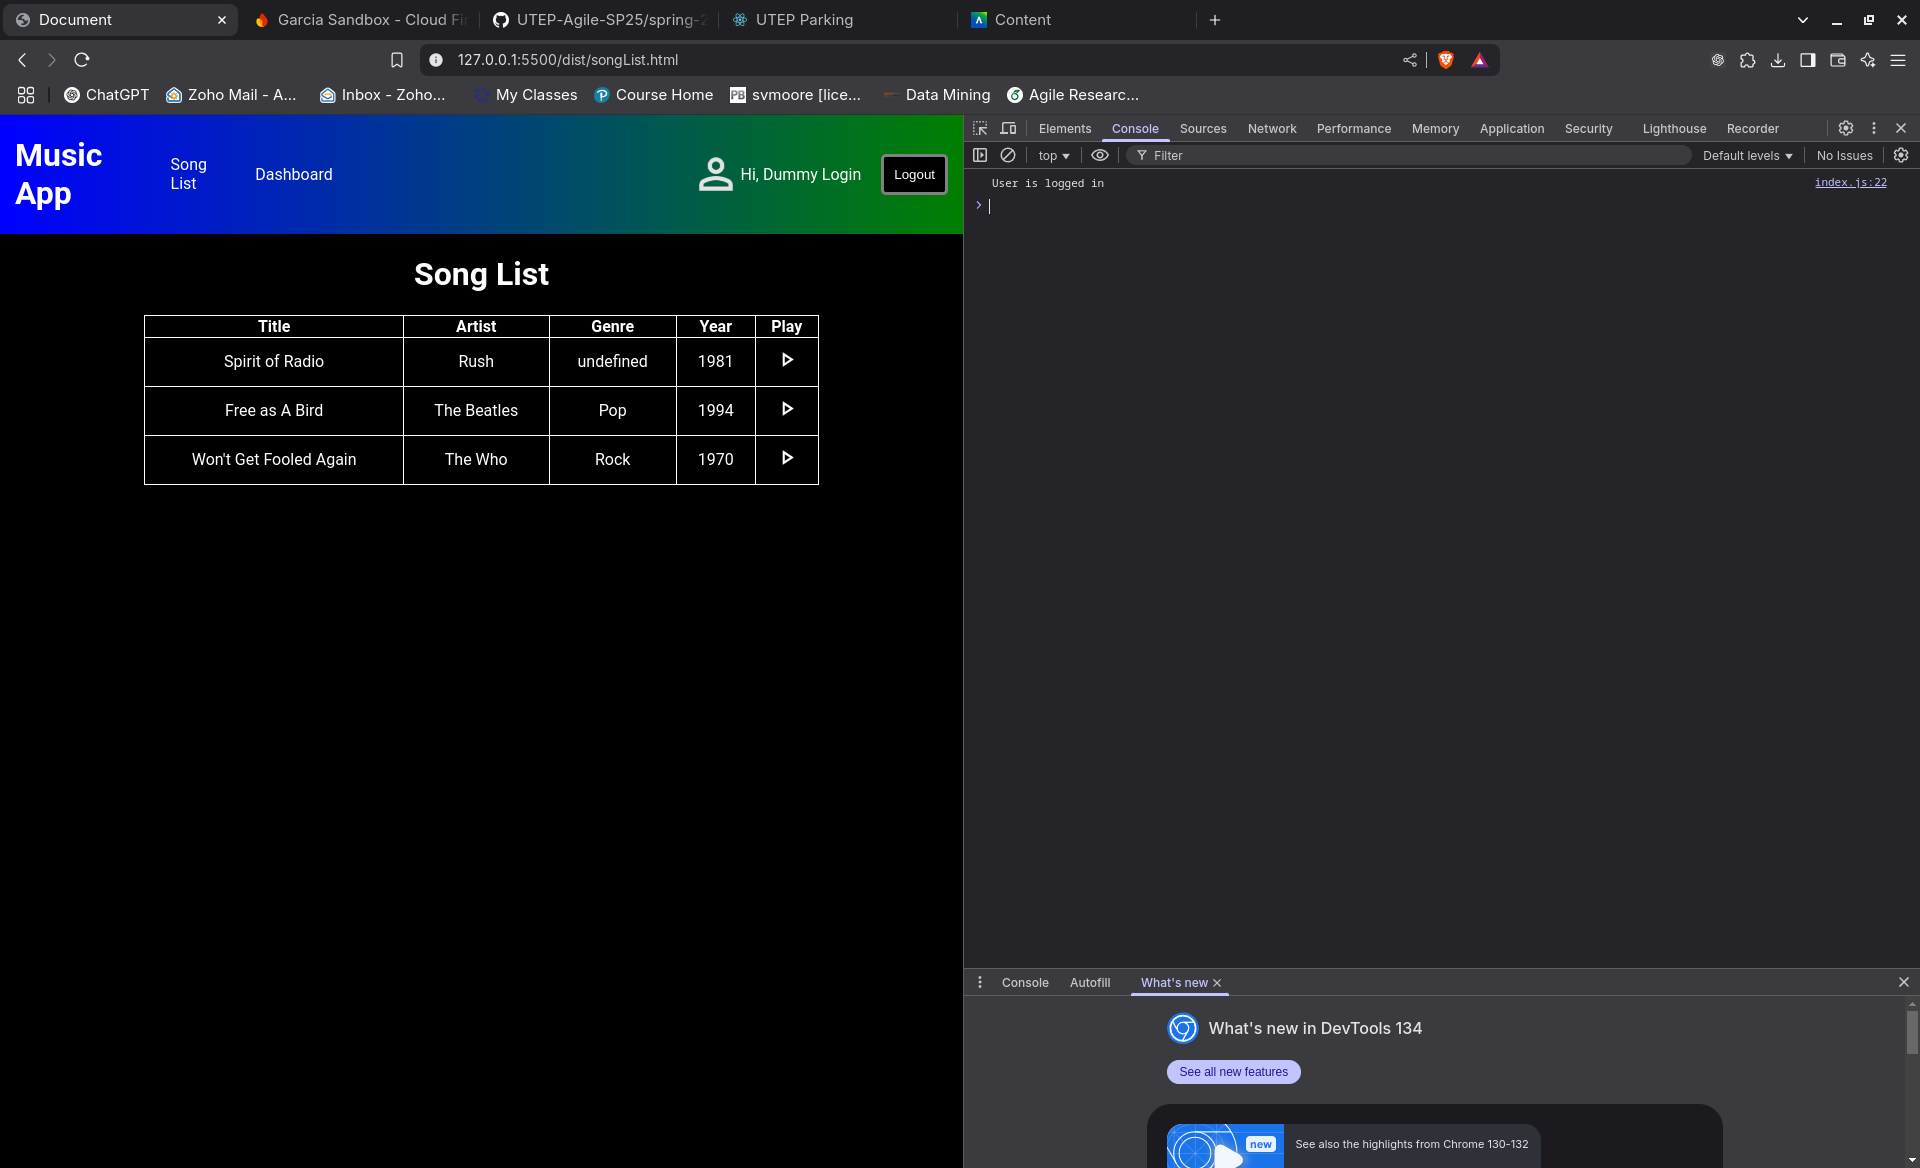 Document
Garcia Sandbox - Cloud Fi
UTEP-Agile-SP25/spring-2
UTEP Parking
Content
127.0.0.1:5500/dist/songList.html
ChatGPT
Zoho Mail - A...
Inbox - Zoho...
My Classes
Course Home
PB
svmoore [lice...
Data Mining
Agile Researc...
Music
App
Song
List
Dashboard
Hi, Dummy Login
Logout
Song List
Title Artist Genre Year Play
Spirit of Radio Rush undefined 1981
Free as A Bird The Beatles Pop 1994
Won't Get Fooled Again The Who Rock 1970
Elements Console Sources Network Performance Memory Application Security Lighthouse Recorder
top
Filter
Default levels
No Issues
User is logged in
index.js:22
Console Autofill What's new
What's new in DevTools 134
See all new features
new
See also the highlights from Chrome 130-132